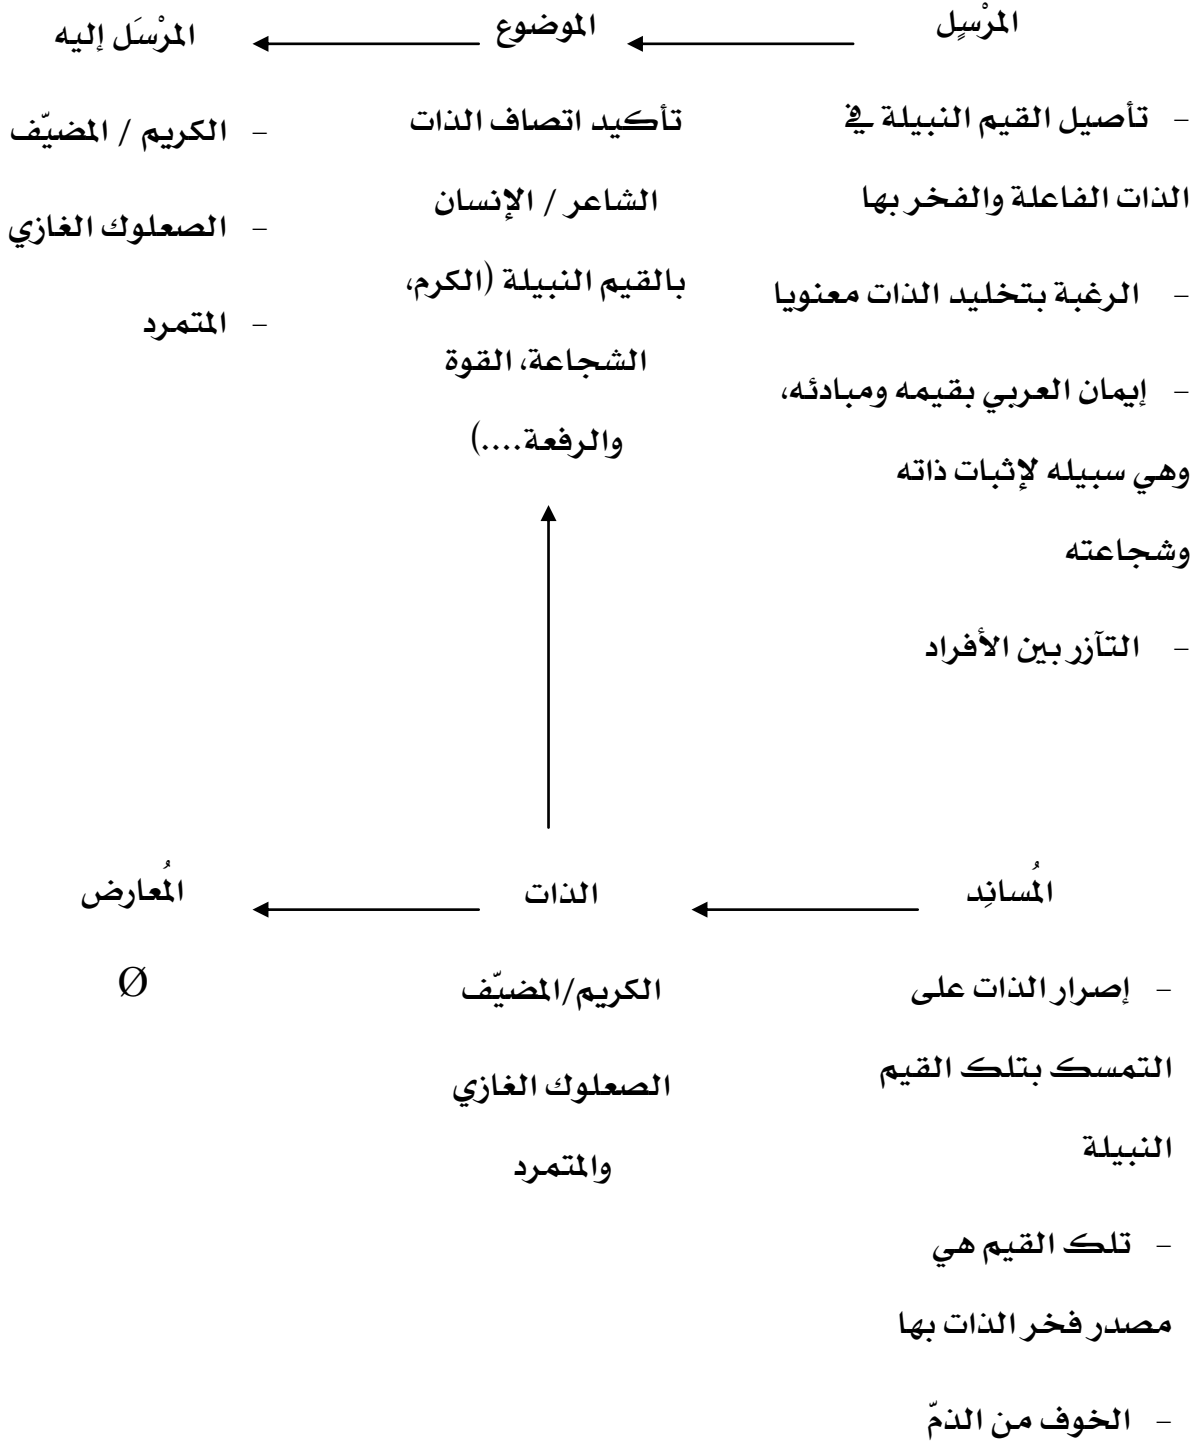 المرْسِل
الموضوع
المرْسَل إليه
– تأصيل القيم النبيلة في
الذات الفاعلة والفخر بها
– الرغبة بتخليد الذات معنويا
– إيمان العربي بقيمه ومبادئه،
وهي سبيله لإثبات ذاته
وشجاعته
– التآزر بين الأفراد
تأكيد اتصاف الذات
الشاعر / الإنسان
بالقيم النبيلة (الكرم،
الشجاعة، القوة
والرفعة....)
– الكريم / المضيّف
– الصعلوك الغازي
– المتمرد
المُسانِد
الذات
المُعارض
– إصرار الذات على
التمسك بتلك القيم
النبيلة
– تلك القيم هي
مصدر فخر الذات بها
– الخوف من الذمّ
الكريم/المضيّف
الصعلوك الغازي
والمتمرد
Ø